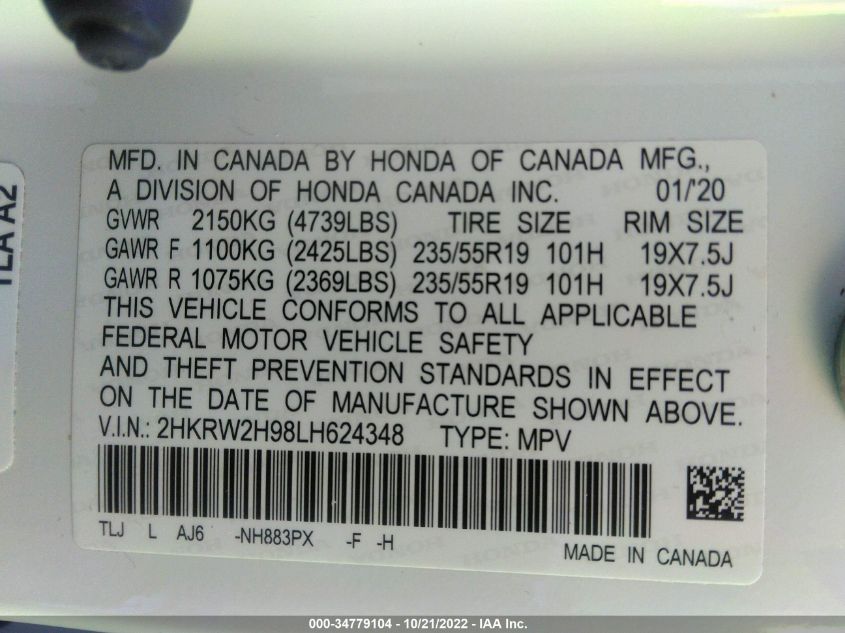 TLA A2
MFD. IN CANADA BY HONDA OF CANADA MFG.,
A DIVISION OF HONDA CANADA INC. 01/'20
GVWR 2150KG (4739LBS) TIRE SIZE RIM SIZE
GAWR F 1100KG (2425LBS) 235/55R19 101H 19X7.5J
GAWR R 1075KG (2369LBS) 235/55R19 101H 19X7.5J
THIS VEHICLE CONFORMS TO ALL APPLICABLE
FEDERAL MOTOR VEHICLE SAFETY
AND THEFT PREVENTION STANDARDS IN EFFECT
ON THE DATE OF MANUFACTURE SHOWN ABOVE.
V.I.N.: 2HKRW2H98LH624348 TYPE: MPV
TLJ L AJ6 -NH883PX -F -H
MADE IN CANADA
000-34779104 - 10/21/2022 - IAA Inc.